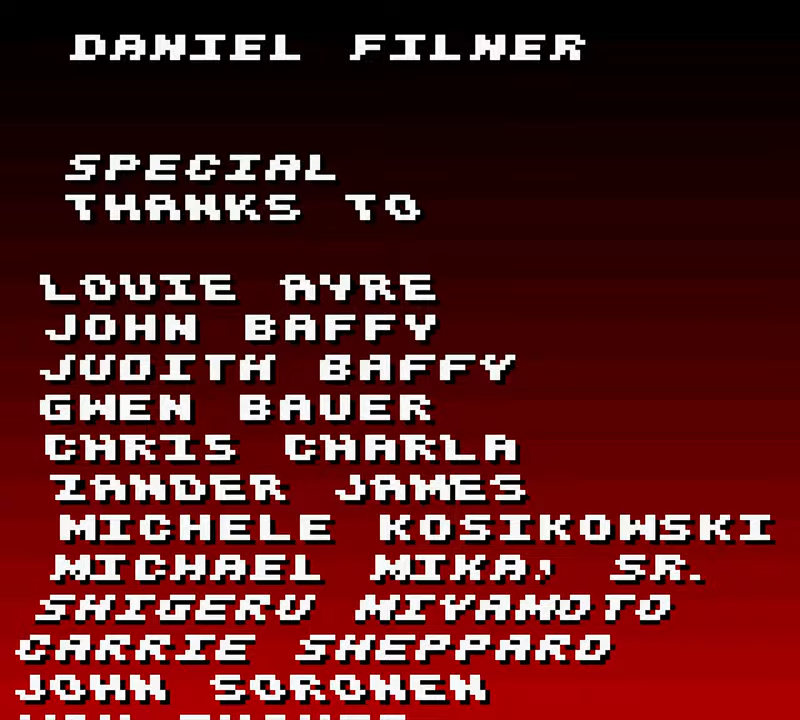 DANIEL FILNER
SPECIAL
THANKS TO
LOUIE AYRE
JOHN BAFFY
JUDITH BAFFY
GWEN BAUER
CHRIS CHARLA
ZANDER JAMES
MICHELE KOSIKOWSKI
MICHAEL MIKA, SR.
SHIGERU MIYAMOTO
CARRIE SHEPPARD
JOHN SORONEN